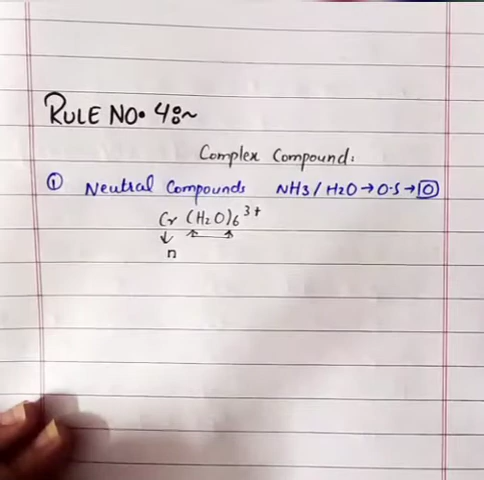 RULE NO. 4:~
Complex Compound:
① Neutral Compounds NH3 / H2O → O.S → 0
Cr (H2O)6 3+
↓
n